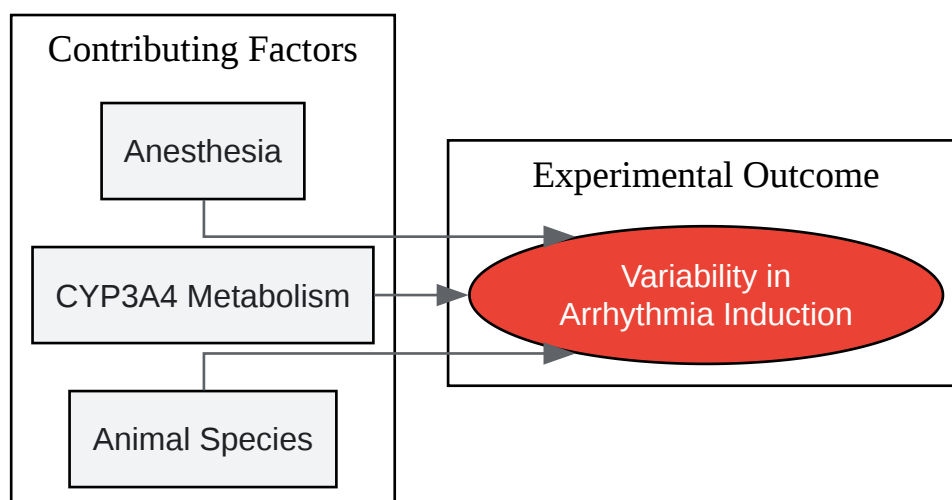 Contributing Factors
Anesthesia
CYP3A4 Metabolism
Animal Species
Experimental Outcome
Variability in
Arrhythmia Induction